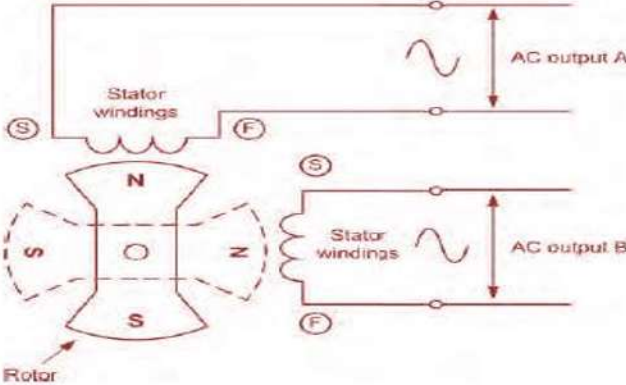 AC output A
Stator
windings
S
F
N
S
S
N
S
Stator
windings
AC output B
F
Rotor